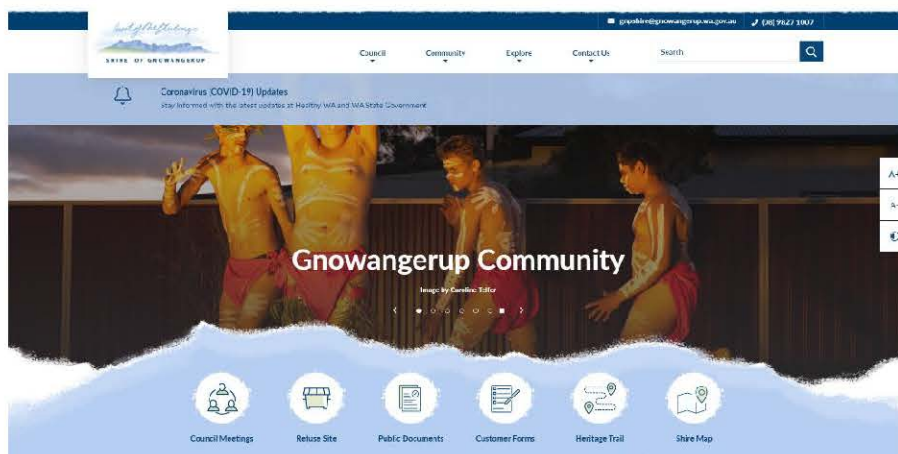 gnpshire@gnowangerup.wa.gov.au
(08) 9827 1007
SHIRE OF GNOWANGERUP
Council
Community
Explore
Contact Us
Search
Coronavirus (COVID-19) Updates
Stay informed with the latest updates at Healthy WA and WA State Government
A+
A-
Gnowangerup Community
Image by Caroline Telfer
Council Meetings
Refuse Site
Public Documents
Customer Forms
Heritage Trail
Shire Map